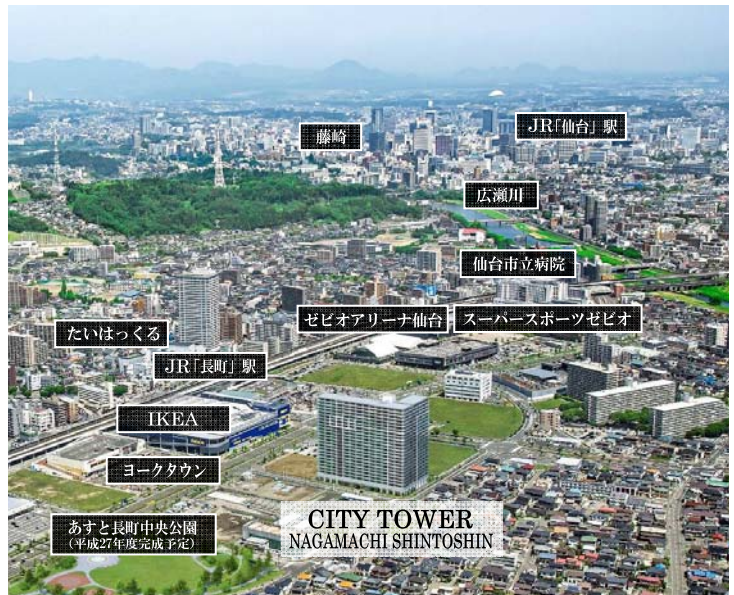 藤崎
JR「仙台」駅
広瀬川
仙台市立病院
ゼビオアリーナ仙台
スーパースポーツゼビオ
たいはっくる
JR「長町」駅
IKEA
ヨークタウン
あすと長町中央公園
（平成27年度完成予定）
CITY TOWER
NAGAMACHI SHINTOSHIN